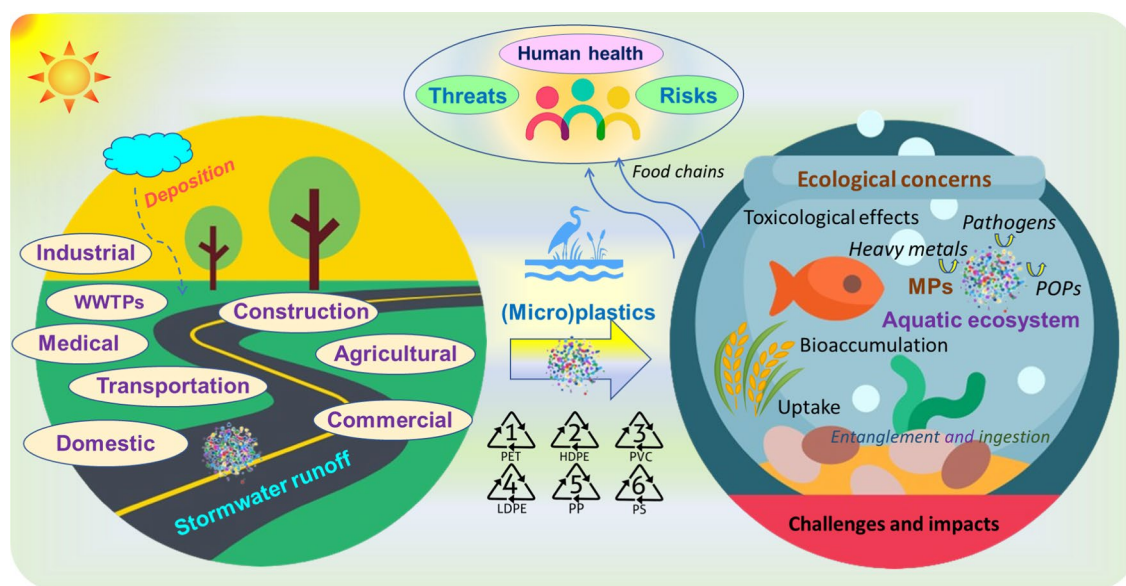 Human health
Threats
Risks
Food chains
Deposition
Industrial
WWTPs
Medical
Construction
Agricultural
Transportation
Commercial
Domestic
Stormwater runoff
(Micro)plastics
1
PET
2
HDPE
3
PVC
4
LDPE
5
PP
6
PS
Ecological concerns
Toxicological effects
Pathogens
Heavy metals
MPs
POPs
Aquatic ecosystem
Bioaccumulation
Uptake
Entanglement and ingestion
Challenges and impacts